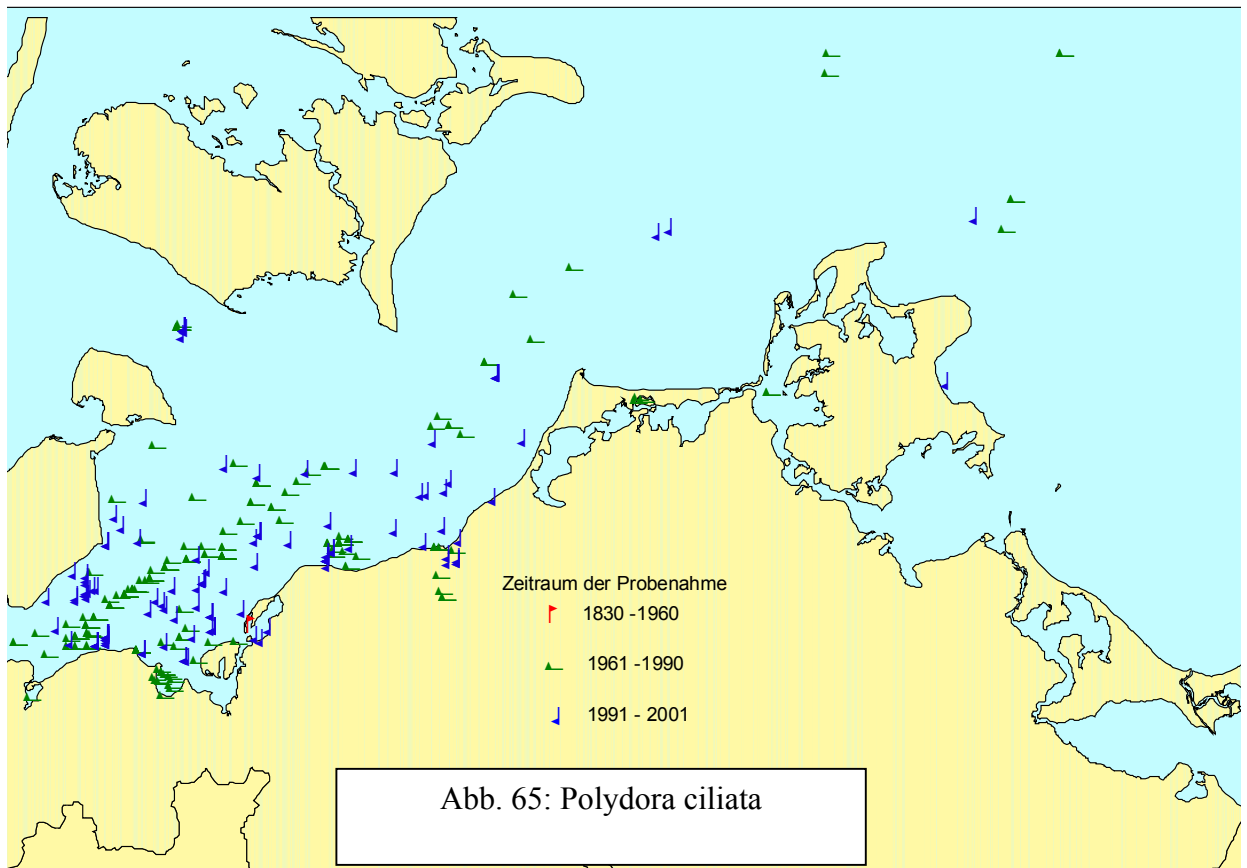 Zeitraum der Probenahme
1830 -1960
1961 -1990
1991 - 2001
Abb. 65: Polydora ciliata